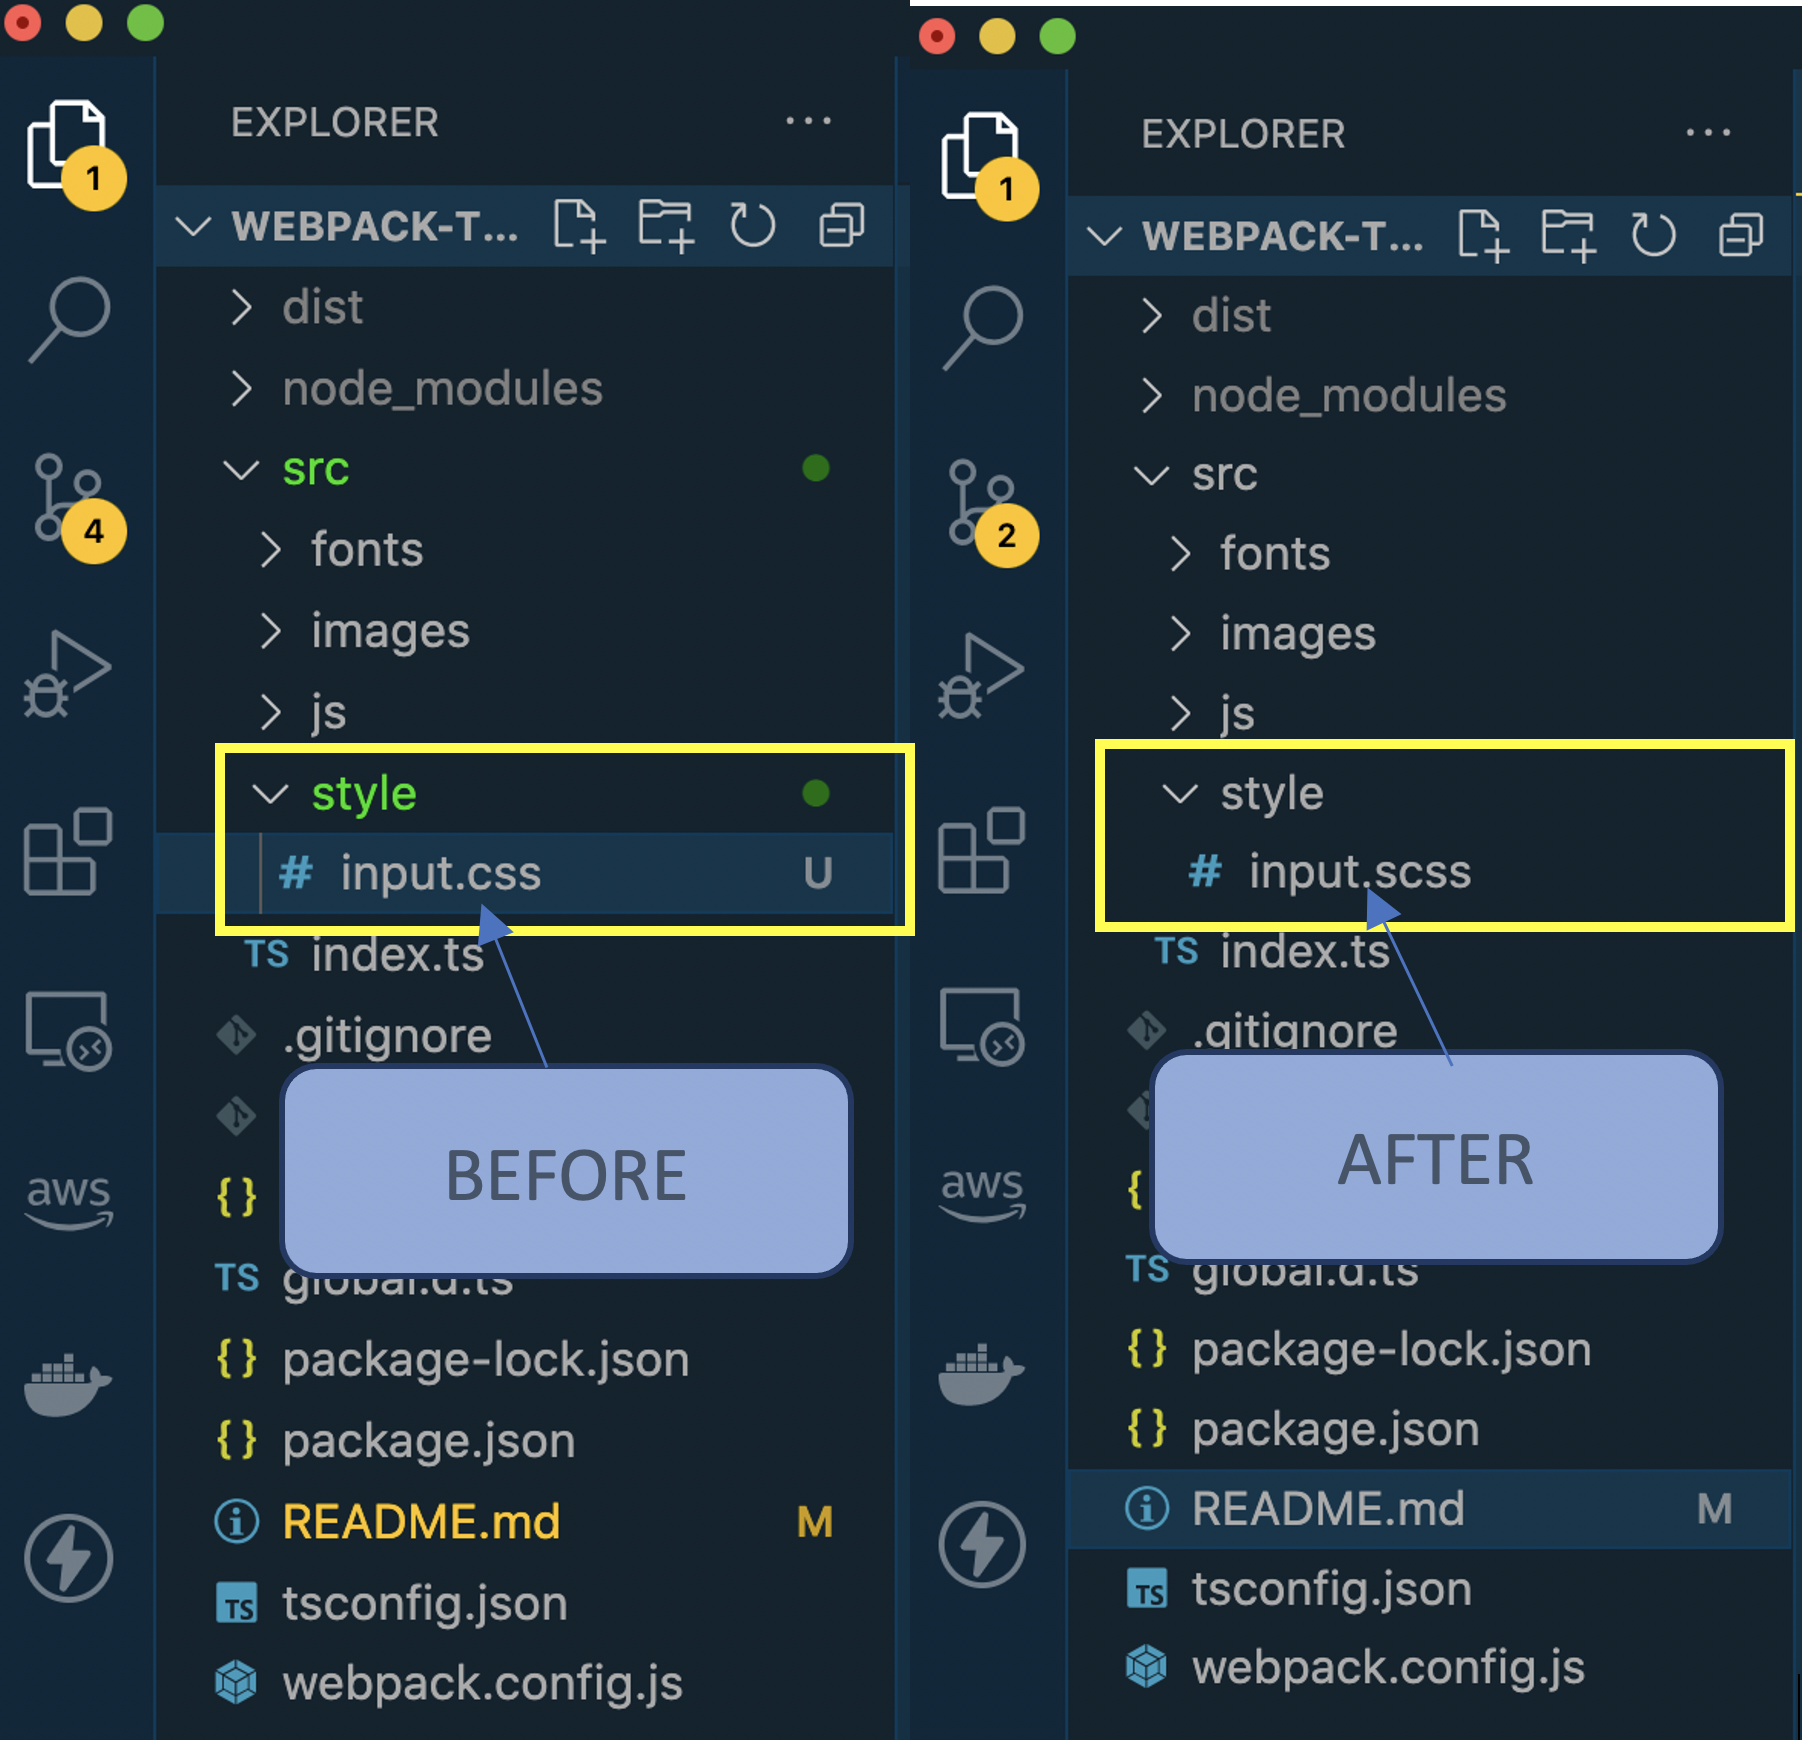 EXPLORER
1
WEBPACK-T...
dist
node_modules
src
4
fonts
images
js
style
# input.css U
TS index.ts
.gitignore
BEFORE
aws
{}
TS global.d.ts
{} package-lock.json
{} package.json
README.md M
TS tsconfig.json
webpack.config.js
EXPLORER
1
WEBPACK-T...
dist
node_modules
src
2
fonts
images
js
style
# input.scss
TS index.ts
.gitignore
AFTER
aws
{
TS global.d.ts
{} package-lock.json
{} package.json
README.md M
TS tsconfig.json
webpack.config.js